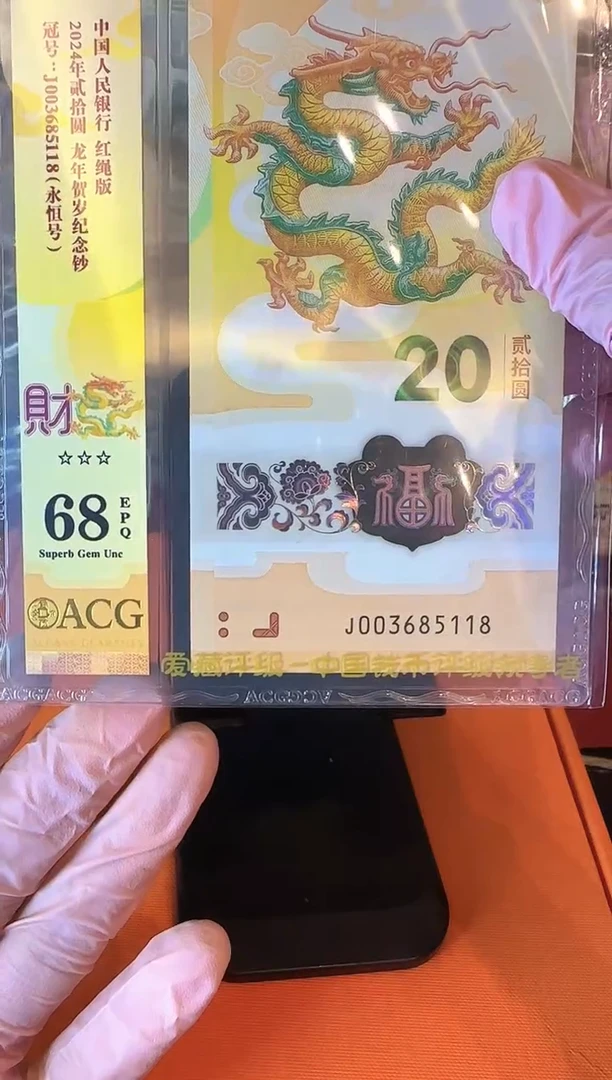 中国人民银行 红绳版
2024年贰拾圆 龙年贺岁纪念钞
冠号：J003685118（永恒号）
財
☆☆☆
68 EPQ
Superb Gem Unc
ACG
20 贰拾圆
福
J003685118
爱藏评级—中国钱币评级领导者
ACG